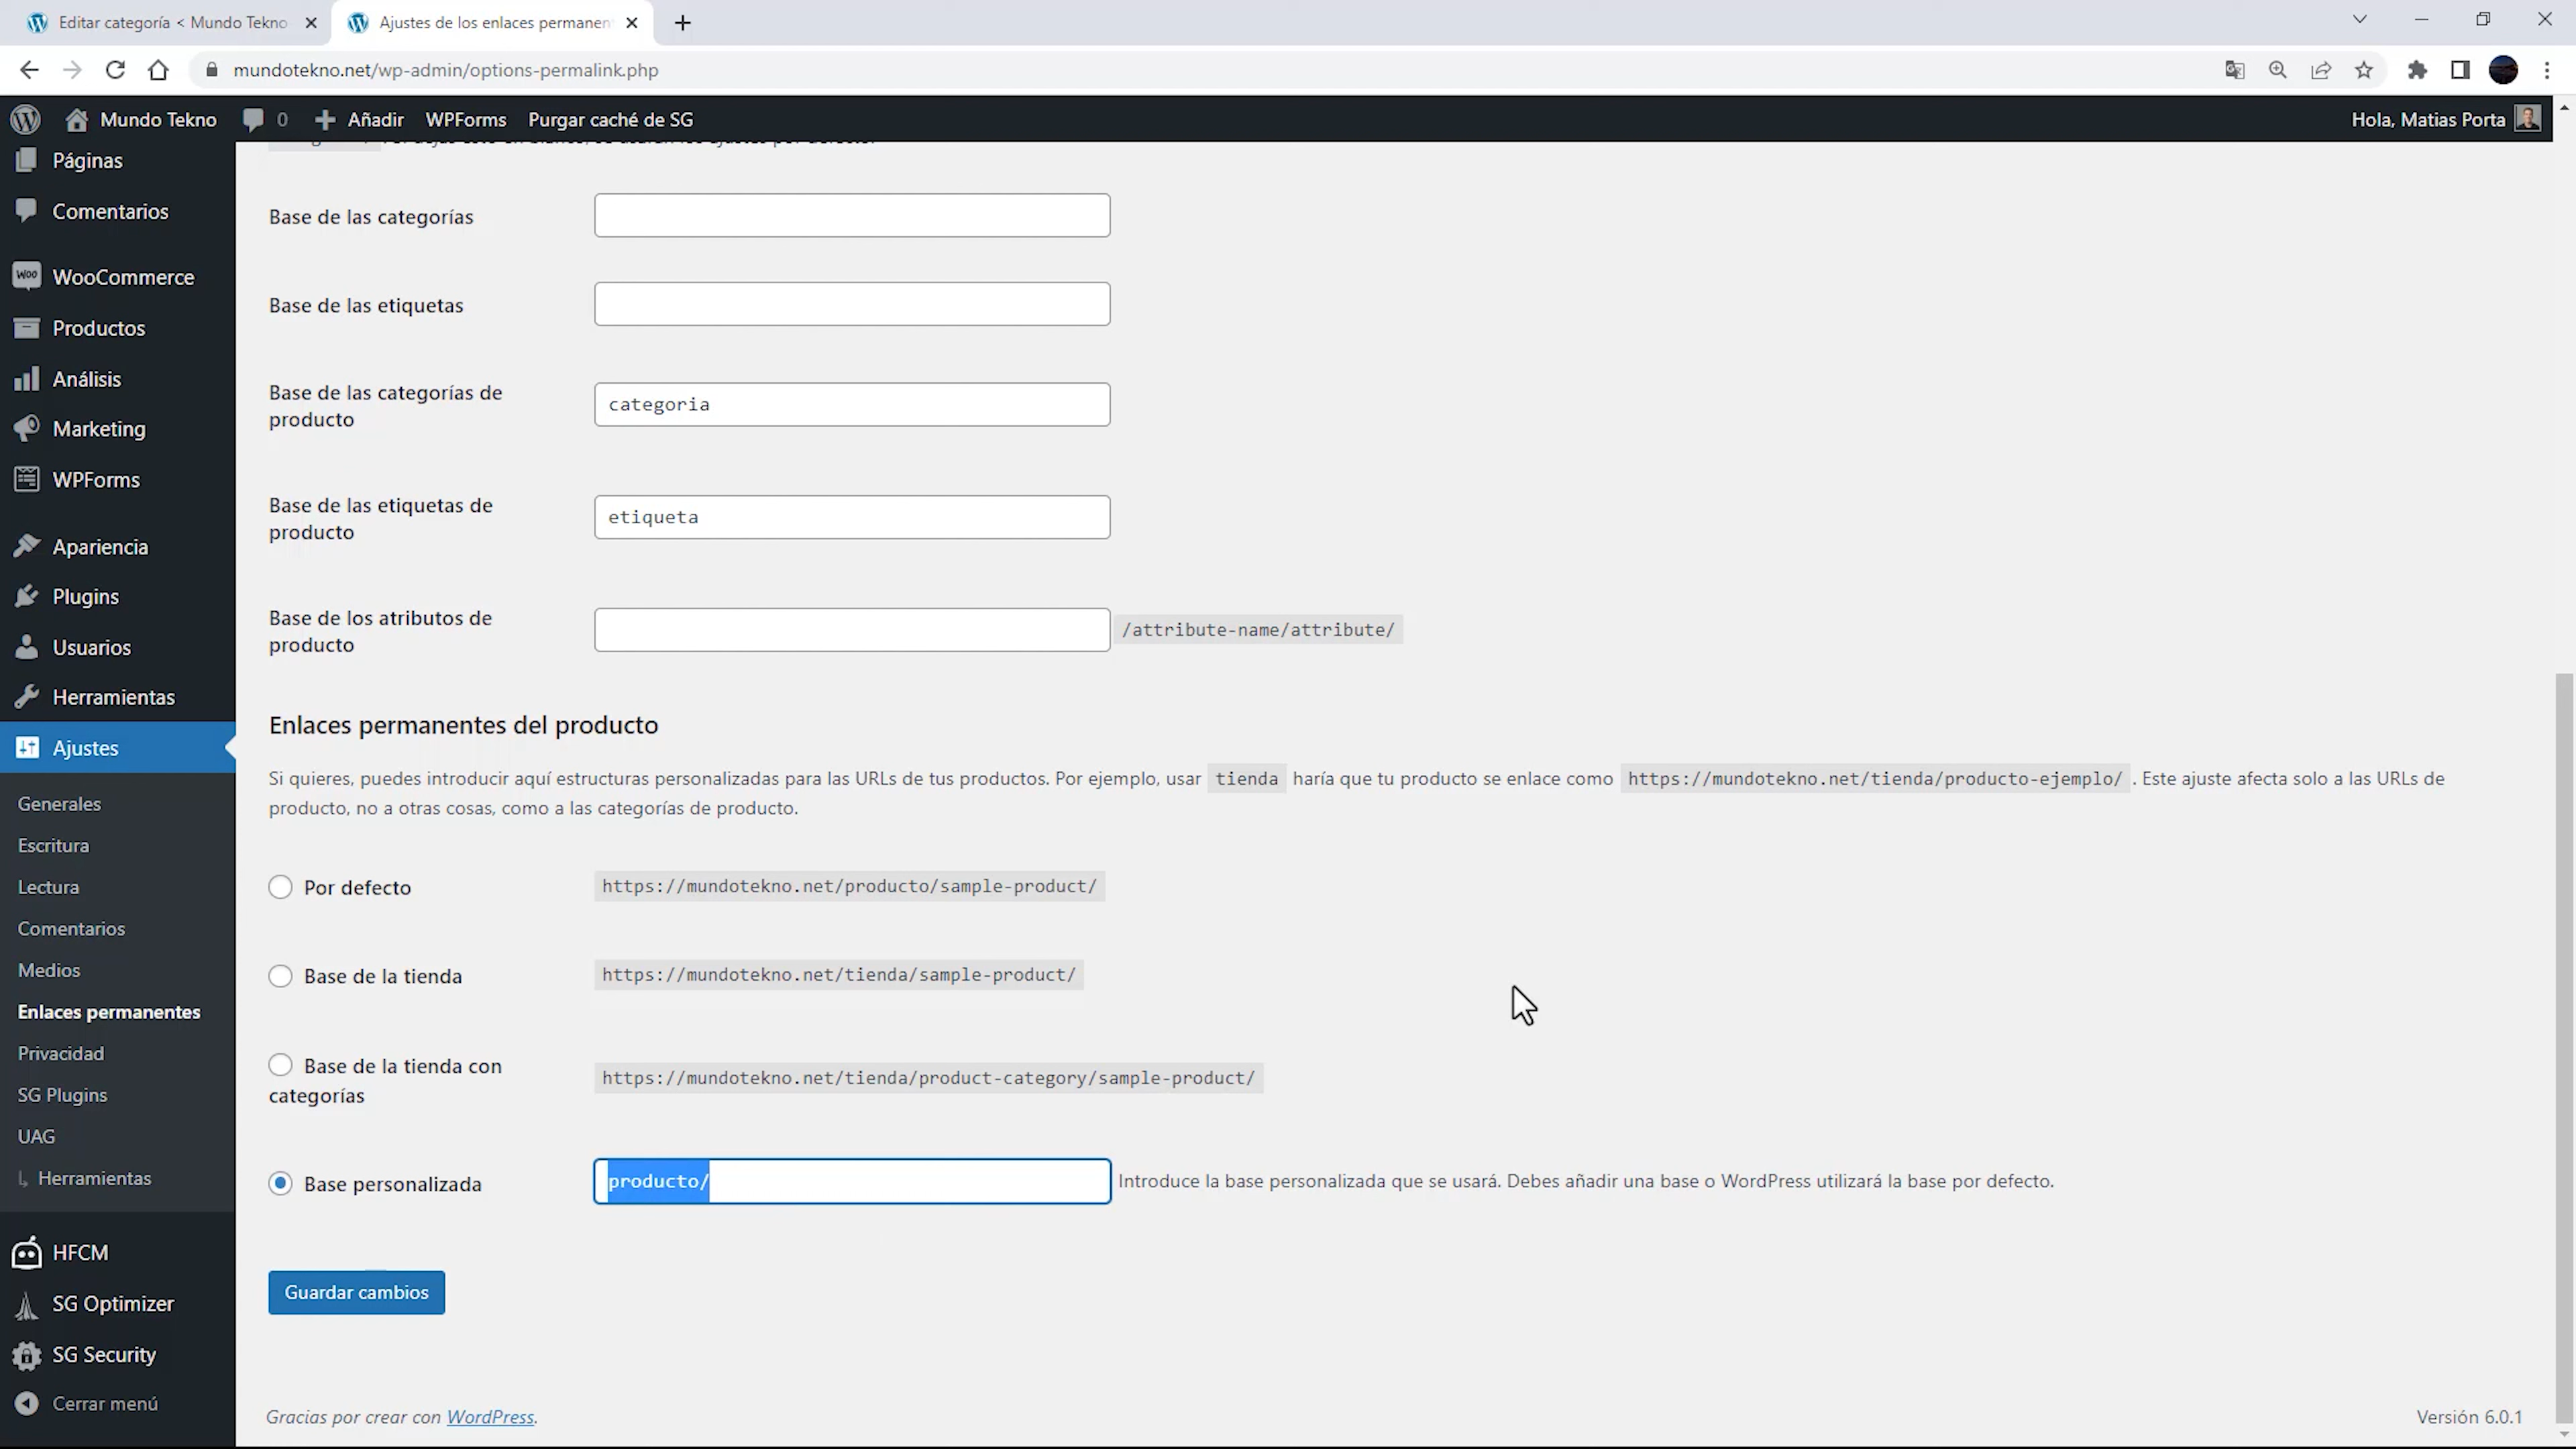 Editar categoría < Mundo Tekno
Ajustes de los enlaces permanen
mundotekno.net/wp-admin/options-permalink.php
Mundo Tekno
0
Añadir
WPForms
Purgar caché de SG
Hola, Matias Porta
Páginas
Comentarios
WooCommerce
Productos
Análisis
Marketing
WPForms
Apariencia
Plugins
Usuarios
Herramientas
Ajustes
Generales
Escritura
Lectura
Comentarios
Medios
Enlaces permanentes
Privacidad
SG Plugins
UAG
Herramientas
HFCM
SG Optimizer
SG Security
Cerrar menú
Base de las categorías
Base de las etiquetas
Base de las categorías de
producto
categoria
Base de las etiquetas de
producto
etiqueta
Base de los atributos de
producto
/attribute-name/attribute/
Enlaces permanentes del producto
Si quieres, puedes introducir aquí estructuras personalizadas para las URLs de tus productos. Por ejemplo, usar tienda haría que tu producto se enlace como https://mundotekno.net/tienda/producto-ejemplo/ . Este ajuste afecta solo a las URLs de
producto, no a otras cosas, como a las categorías de producto.
Por defecto
https://mundotekno.net/producto/sample-product/
Base de la tienda
https://mundotekno.net/tienda/sample-product/
Base de la tienda con
categorías
https://mundotekno.net/tienda/product-category/sample-product/
Base personalizada
producto/
Introduce la base personalizada que se usará. Debes añadir una base o WordPress utilizará la base por defecto.
Guardar cambios
Gracias por crear con WordPress.
Versión 6.0.1